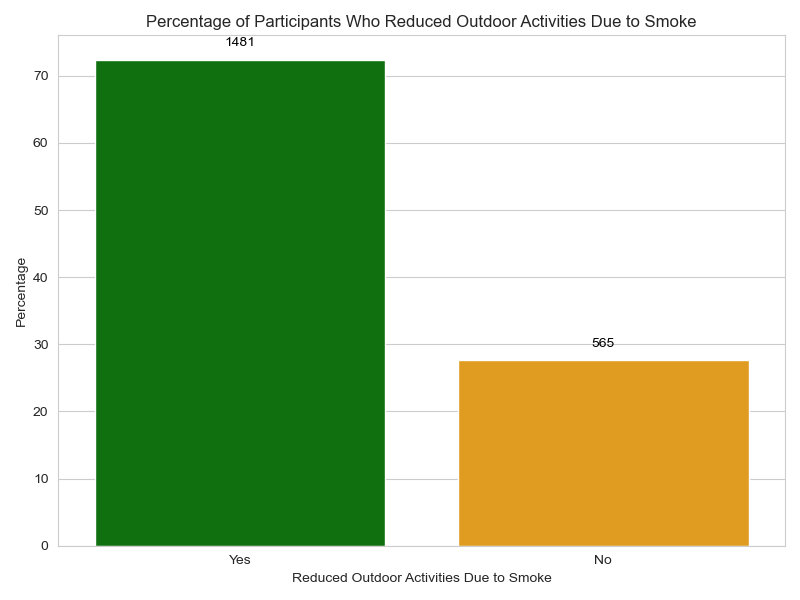 Percentage of Participants Who Reduced Outdoor Activities Due to Smoke
1481
565
70
60
50
40
30
20
10
0
Percentage
Yes
No
Reduced Outdoor Activities Due to Smoke